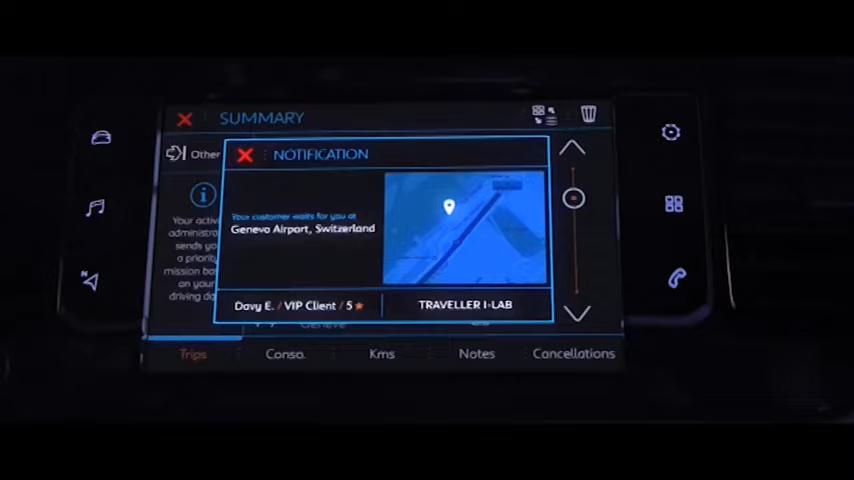 SUMMARY
NOTIFICATION
Other
Your customer waits for you at
Geneva Airport, Switzerland
Your activ
administra
sends yo
a priority
mission ba
on your
driving da
Davy E. / VIP Client / 5★
TRAVELLER I-LAB
Geneve
Trips
Conso.
Kms
Notes
Cancellations
N